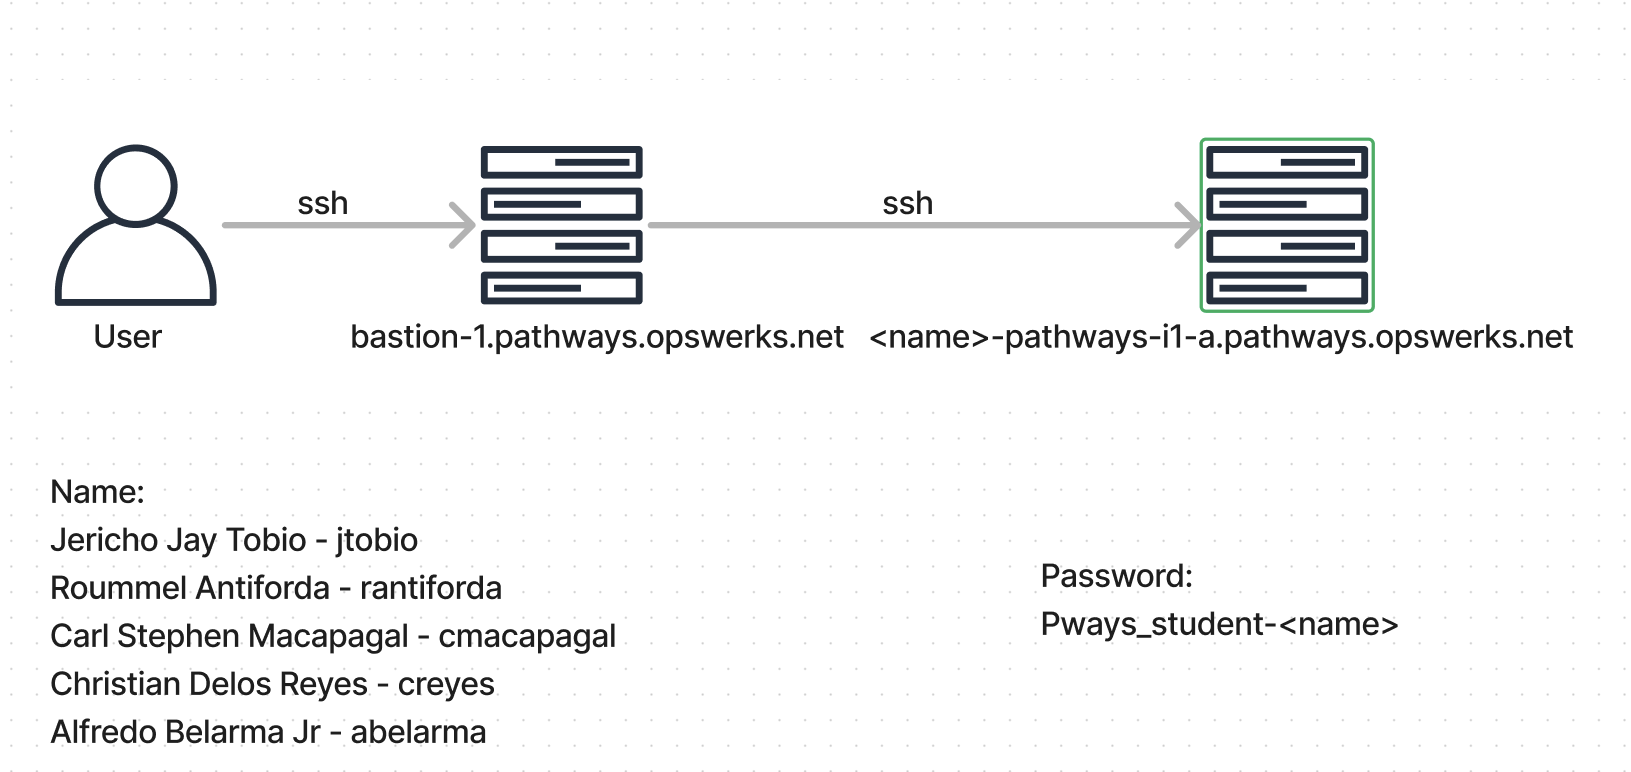 ssh
ssh
User
bastion-1.pathways.opswerks.net
<name>-pathways-i1-a.pathways.opswerks.net
Name:
Jericho Jay Tobio - jtobio
Roummel Antiforda - rantiforda
Carl Stephen Macapagal - cmacapagal
Christian Delos Reyes - creyes
Alfredo Belarma Jr - abelarma
Password:
Pways_student-<name>